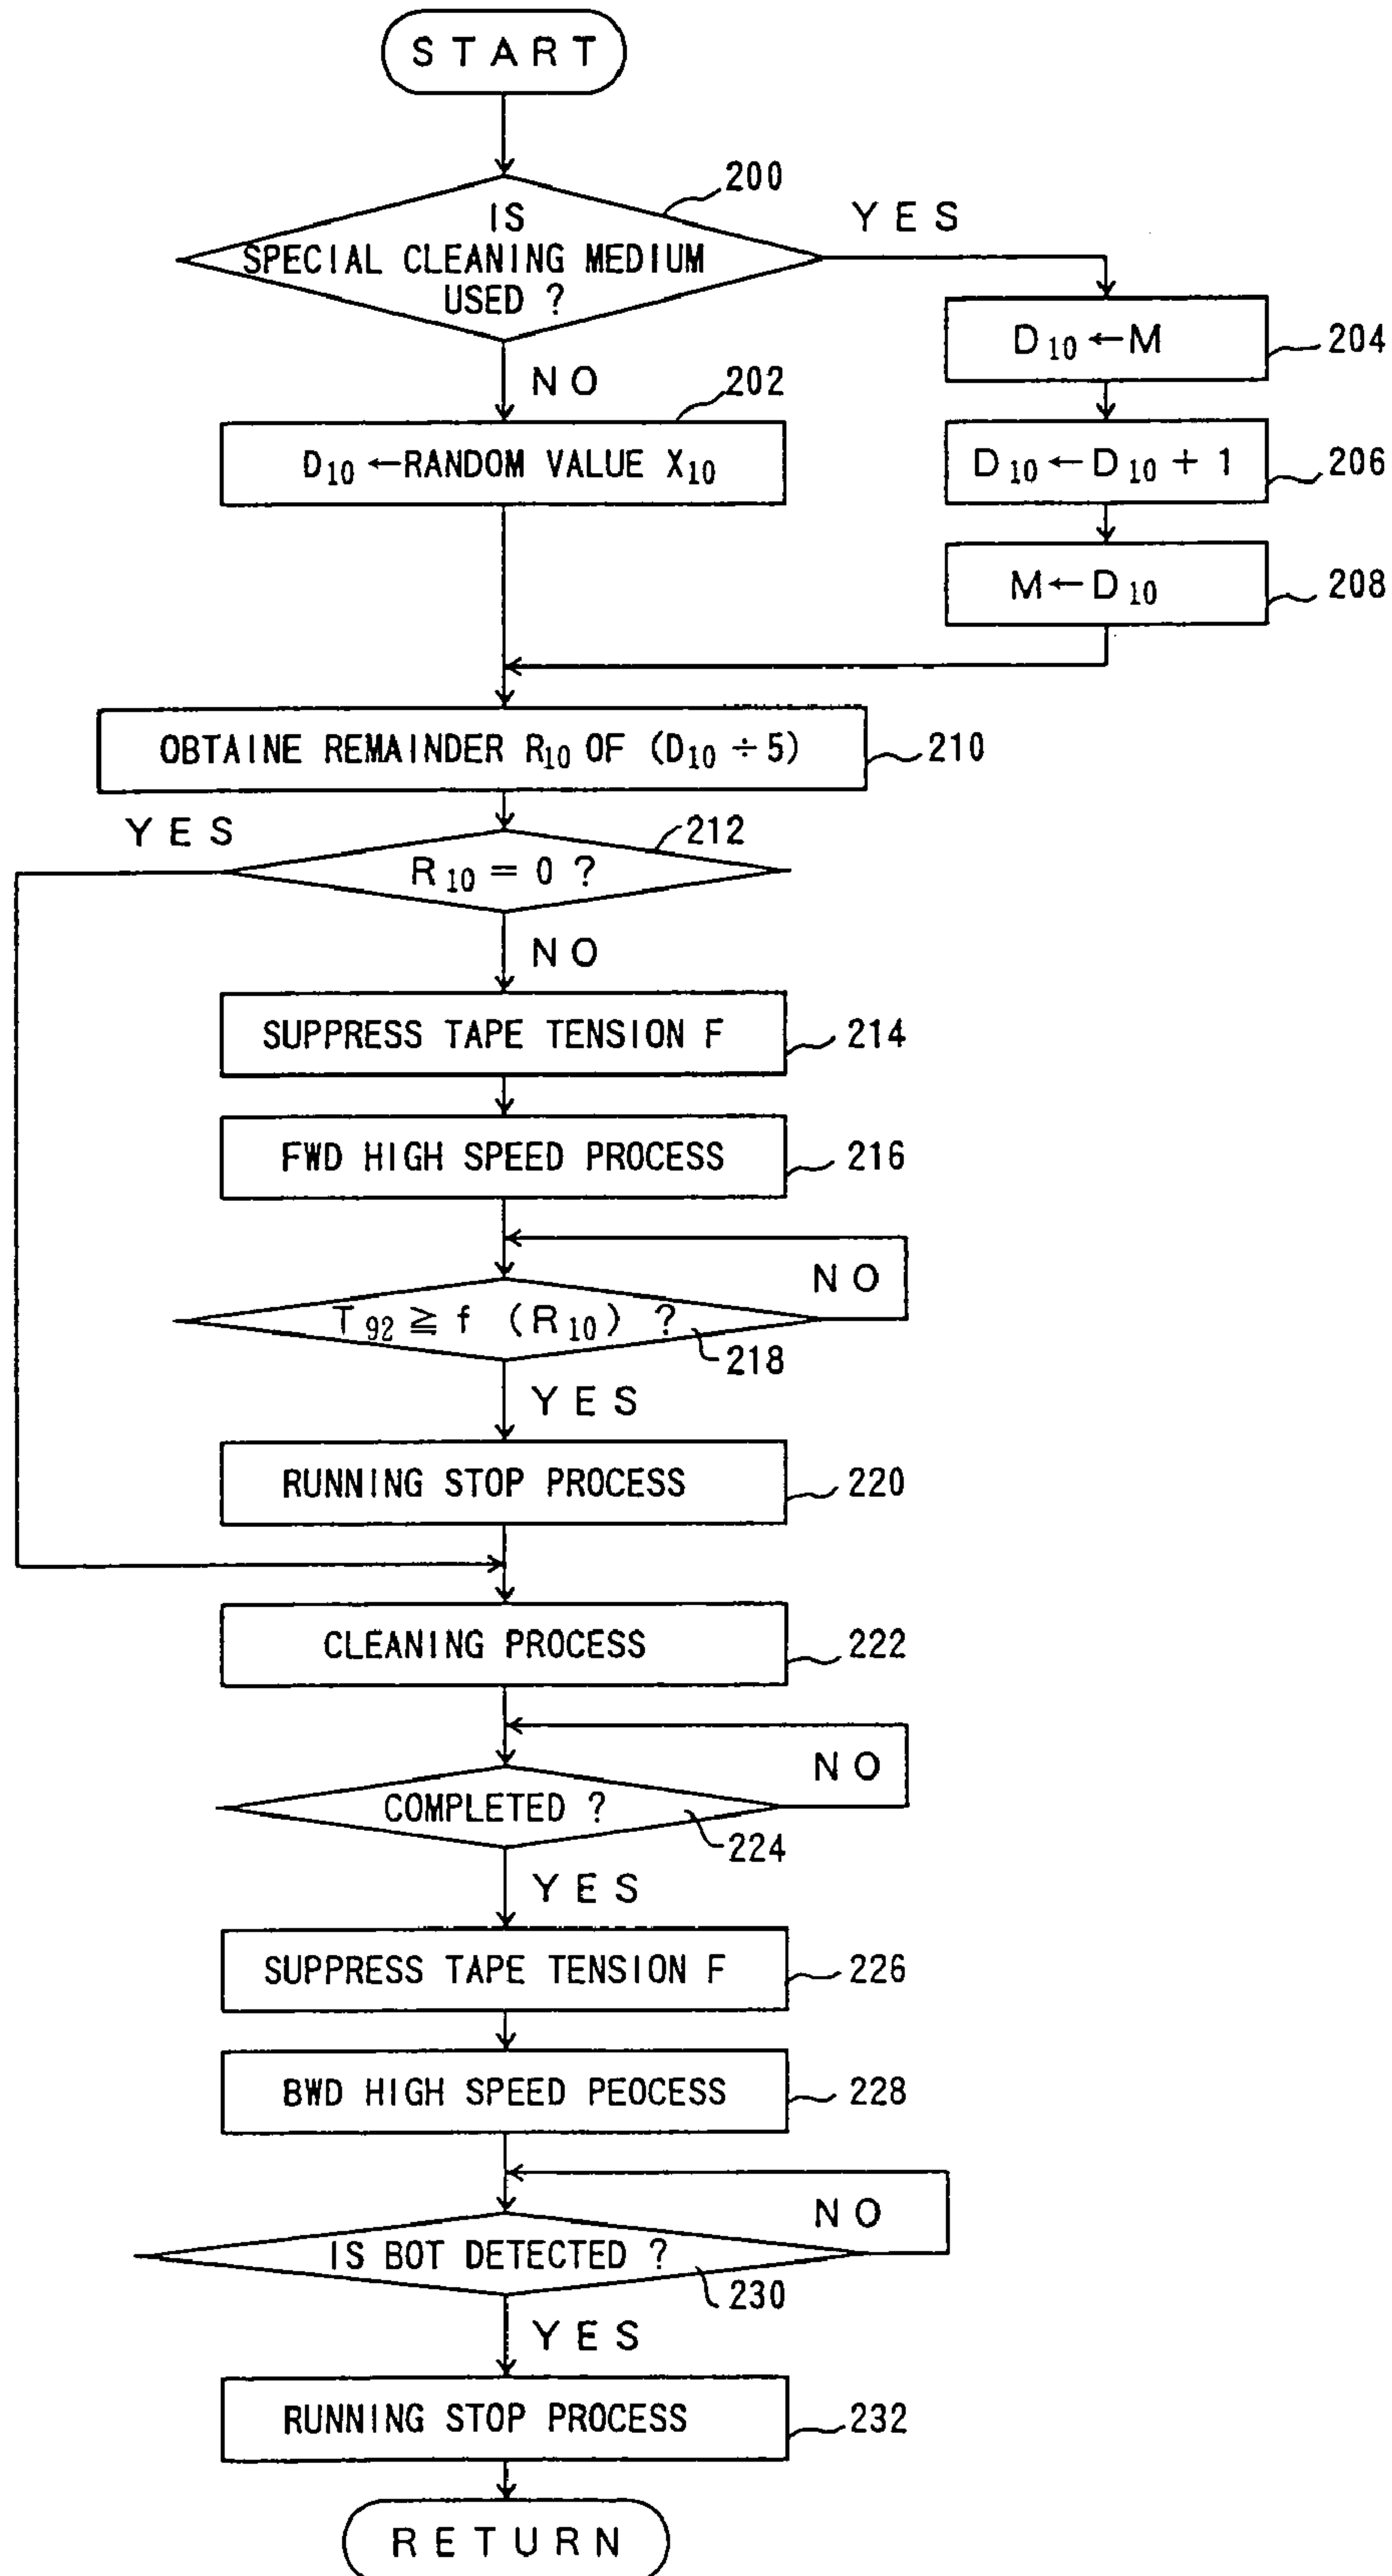 START
200
IS
SPECIAL CLEANING MEDIUM
USED ?
YES
D10 ←M
204
NO
202
D10 ←RANDOM VALUE X10
D10 ← D10 + 1
206
M← D10
208
OBTAINE REMAINDER R10 OF (D10 ÷ 5)
210
YES
212
R10 = 0 ?
NO
SUPPRESS TAPE TENSION F
214
FWD HIGH SPEED PROCESS
216
NO
T92 ≧ f (R10) ?
218
YES
RUNNING STOP PROCESS
220
CLEANING PROCESS
222
NO
COMPLETED ?
224
YES
SUPPRESS TAPE TENSION F
226
BWD HIGH SPEED PEOCESS
228
NO
IS BOT DETECTED ?
230
YES
RUNNING STOP PROCESS
232
RETURN